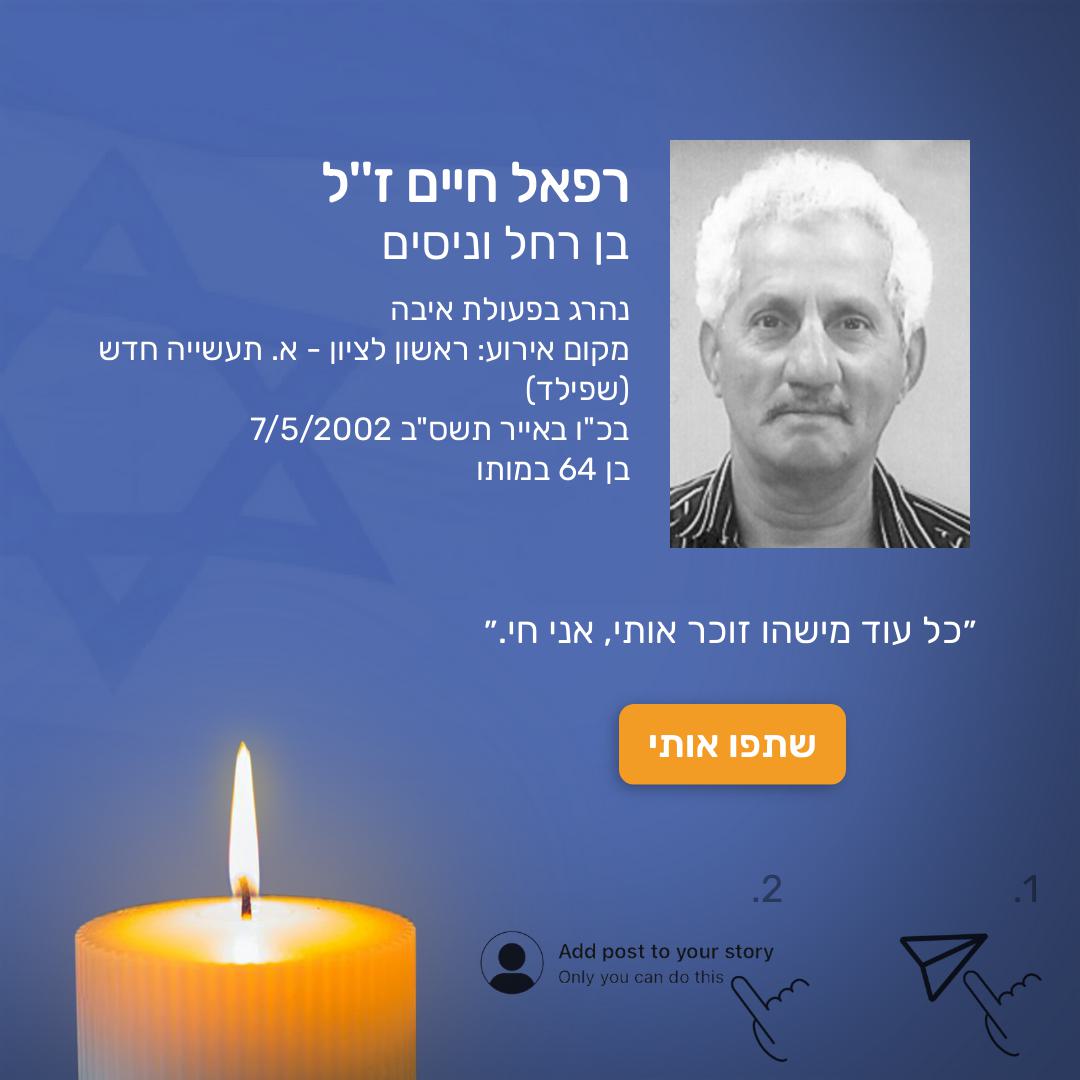 רפאל חיים ז"ל
בן רחל וניסים
נהרג בפעולת איבה
מקום אירוע: ראשון לציון - א. תעשייה חדש
(שפילד)
בכ"ו באייר תשס"ב 7/5/2002
בן 64 במותו
״כל עוד מישהו זוכר אותי, אני חי.״
שתפו אותי
.1
.2
Add post to your story
Only you can do this